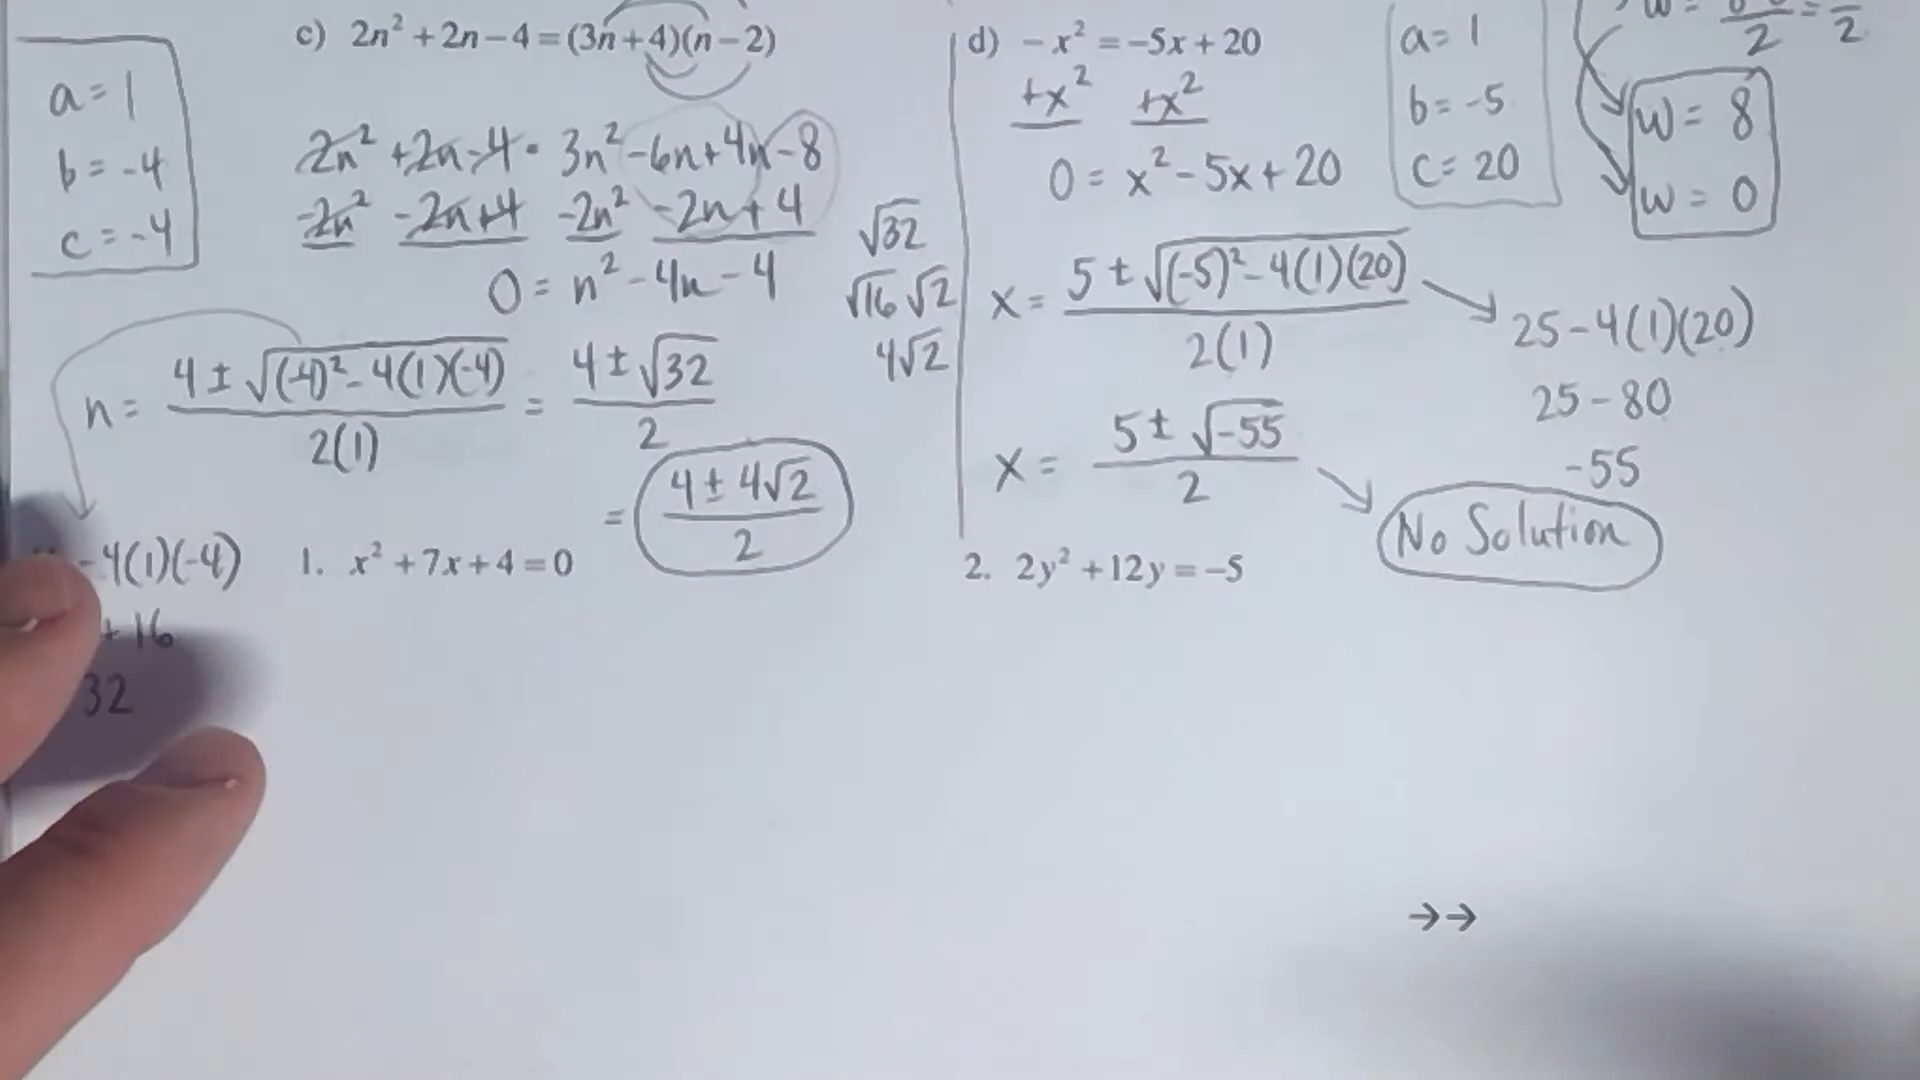 c) 2n² + 2n – 4 = (3n + 4)(n – 2)
a = 1
b = -4
c = -4
2n² + 2n - 4 = 3n² - 6n + 4n - 8
-2n² -2n + 4 -2n² -2n + 4
0 = n² - 4n - 4
√32
√16 √2
4√2
n = 4 ± √(-4)² - 4(1)(-4) / 2(1) = 4 ± √32 / 2
= 4 ± 4√2 / 2
- 4(1)(-4)
+ 16
32
d) – x² = –5x + 20
+x² +x²
0 = x² - 5x + 20
a = 1
b = -5
c = 20
x = 5 ± √(-5)² - 4(1)(20) / 2(1)
25 - 4(1)(20)
25 - 80
-55
x = 5 ± √-55 / 2
No Solution
2 = / 2
w = 8
w = 0
1. x² + 7x + 4 = 0
2. 2y² + 12y = –5
→→